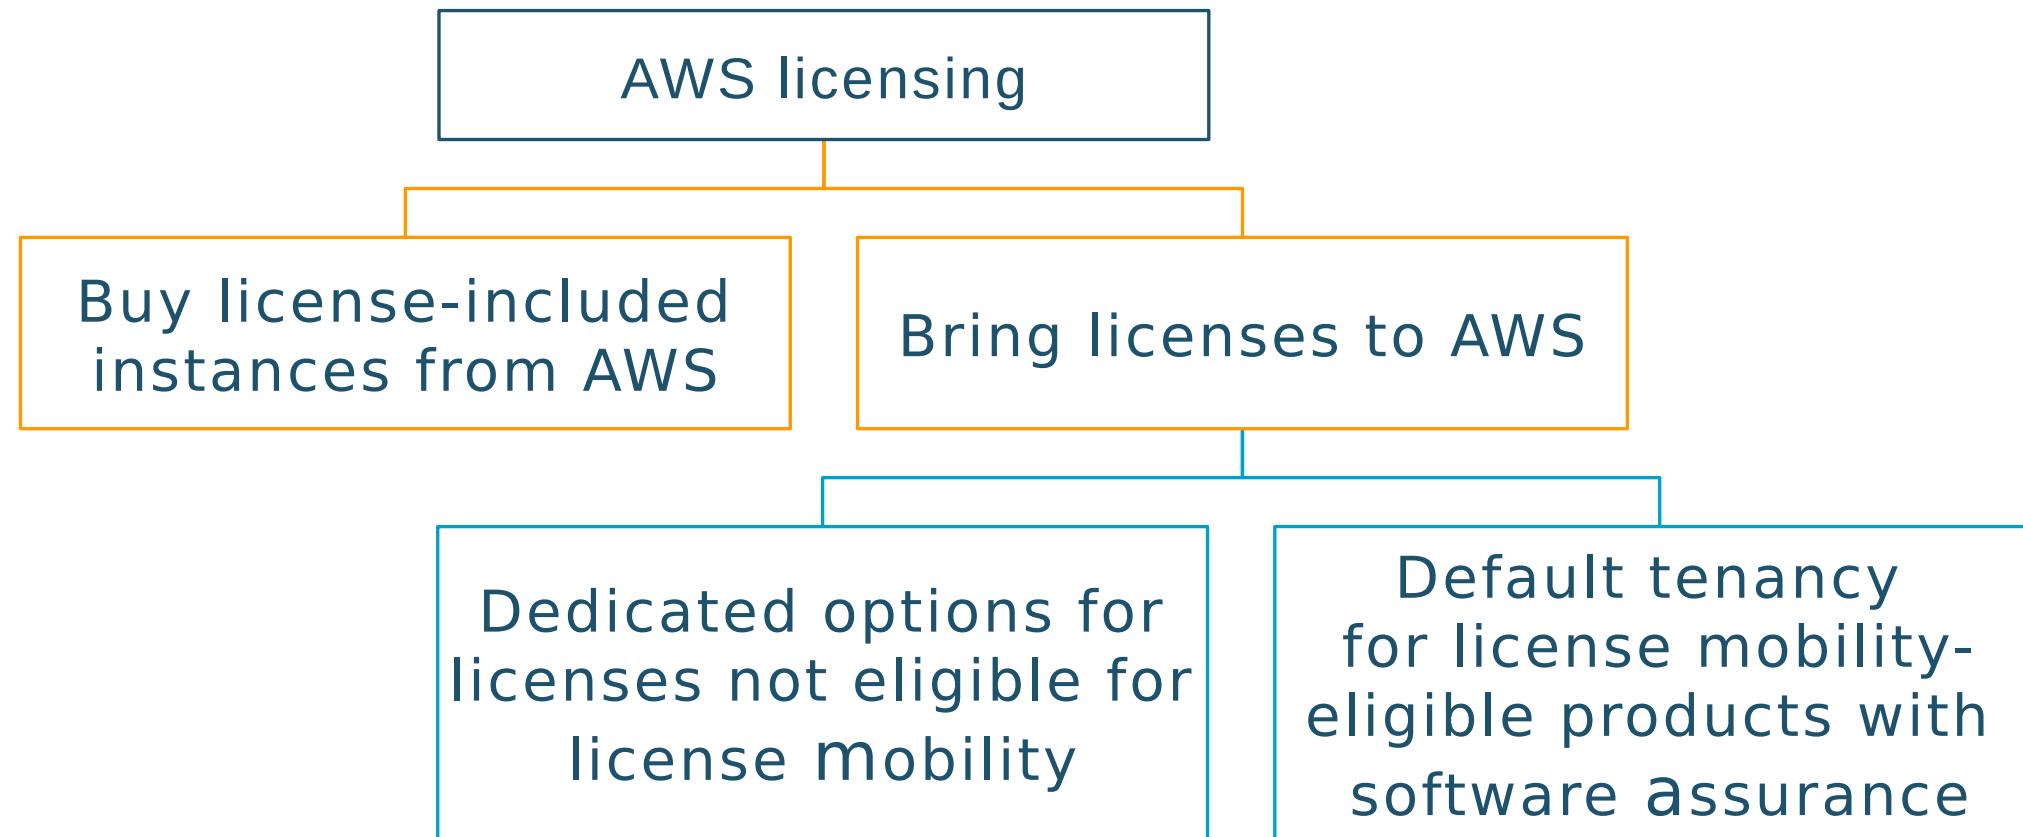 AWS licensing
Buy license-included
instances from AWS
Bring licenses to AWS
Dedicated options for
licenses not eligible for
license mobility
Default tenancy
for license mobility-
eligible products with
software assurance